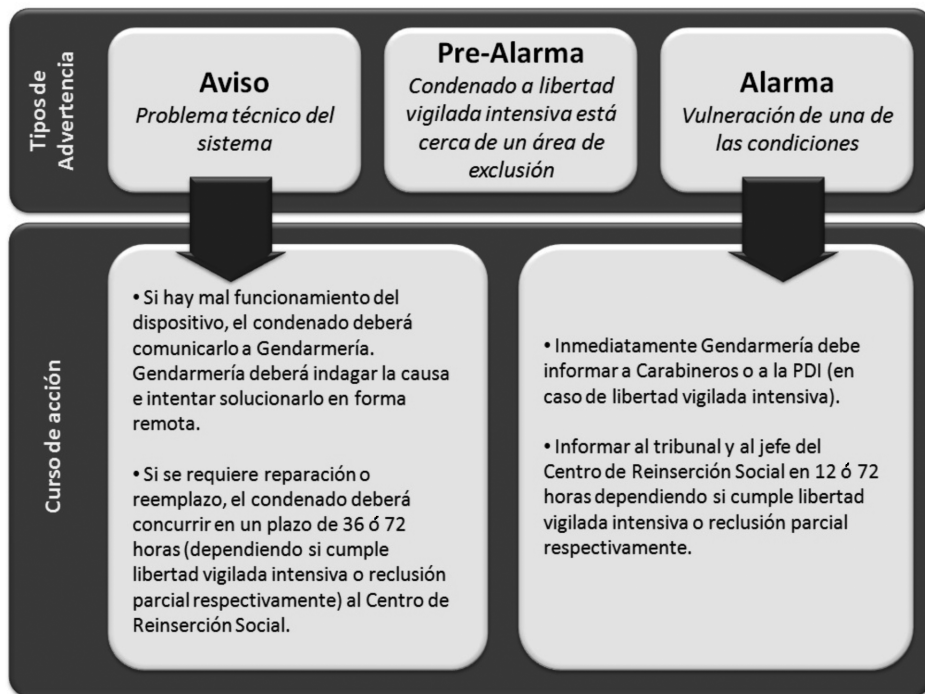 Tipos de
Advertencia
Aviso
Problema técnico del
sistema
Pre-Alarma
Condenado a libertad
vigilada intensiva está
cerca de un área de
exclusión
Alarma
Vulneración de una de
las condiciones
Curso de acción
• Si hay mal funcionamiento del
dispositivo, el condenado deberá
comunicarlo a Gendarmería.
Gendarmería deberá indagar la causa
e intentar solucionarlo en forma
remota.
• Si se requiere reparación o
reemplazo, el condenado deberá
concurrir en un plazo de 36 ó 72
horas (dependiendo si cumple
libertad vigilada intensiva o reclusión
parcial respectivamente) al Centro de
Reinserción Social.
• Inmediatamente Gendarmería debe
informar a Carabineros o a la PDI (en
caso de libertad vigilada intensiva).
• Informar al tribunal y al jefe del
Centro de Reinserción Social en 12 ó 72
horas dependiendo si cumple libertad
vigilada intensiva o reclusión parcial
respectivamente.